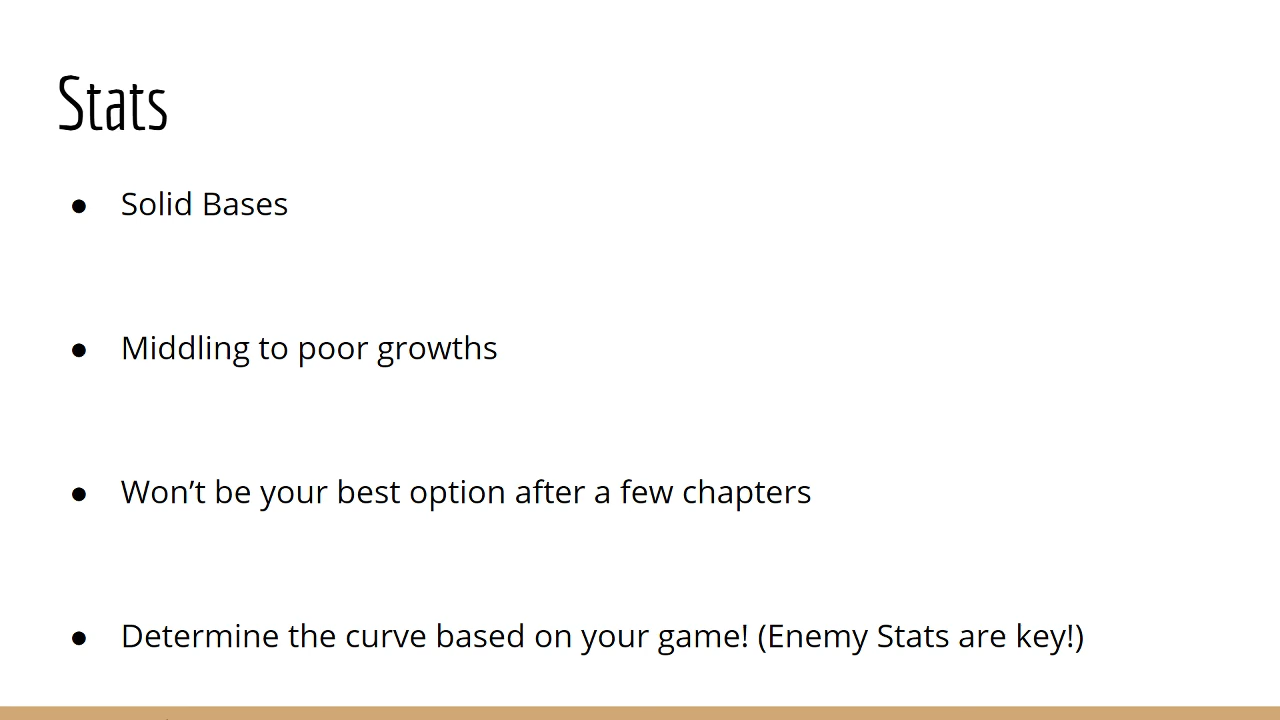 Stats
● Solid Bases
● Middling to poor growths
● Won’t be your best option after a few chapters
● Determine the curve based on your game! (Enemy Stats are key!)